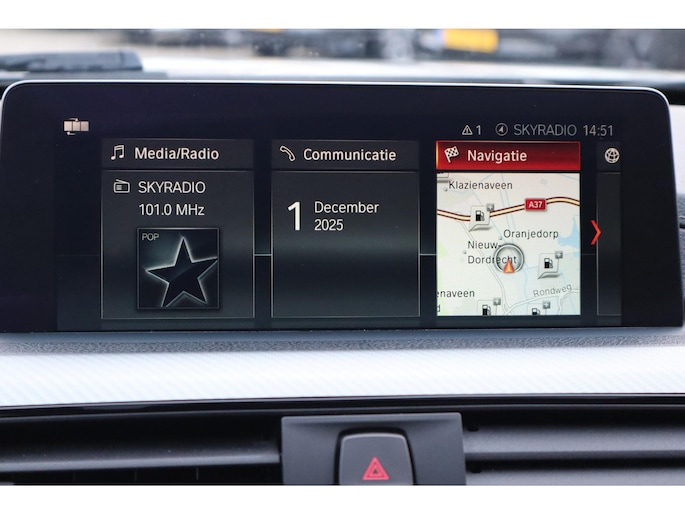 1 SKYRADIO 14:51
Media/Radio
SKYRADIO
101.0 MHz
POP
Communicatie
1 December
2025
Navigatie
Klazienaveen
A37
Oranjedorp
Nieuw-
Dordrecht
enaveen
Rondweg
d